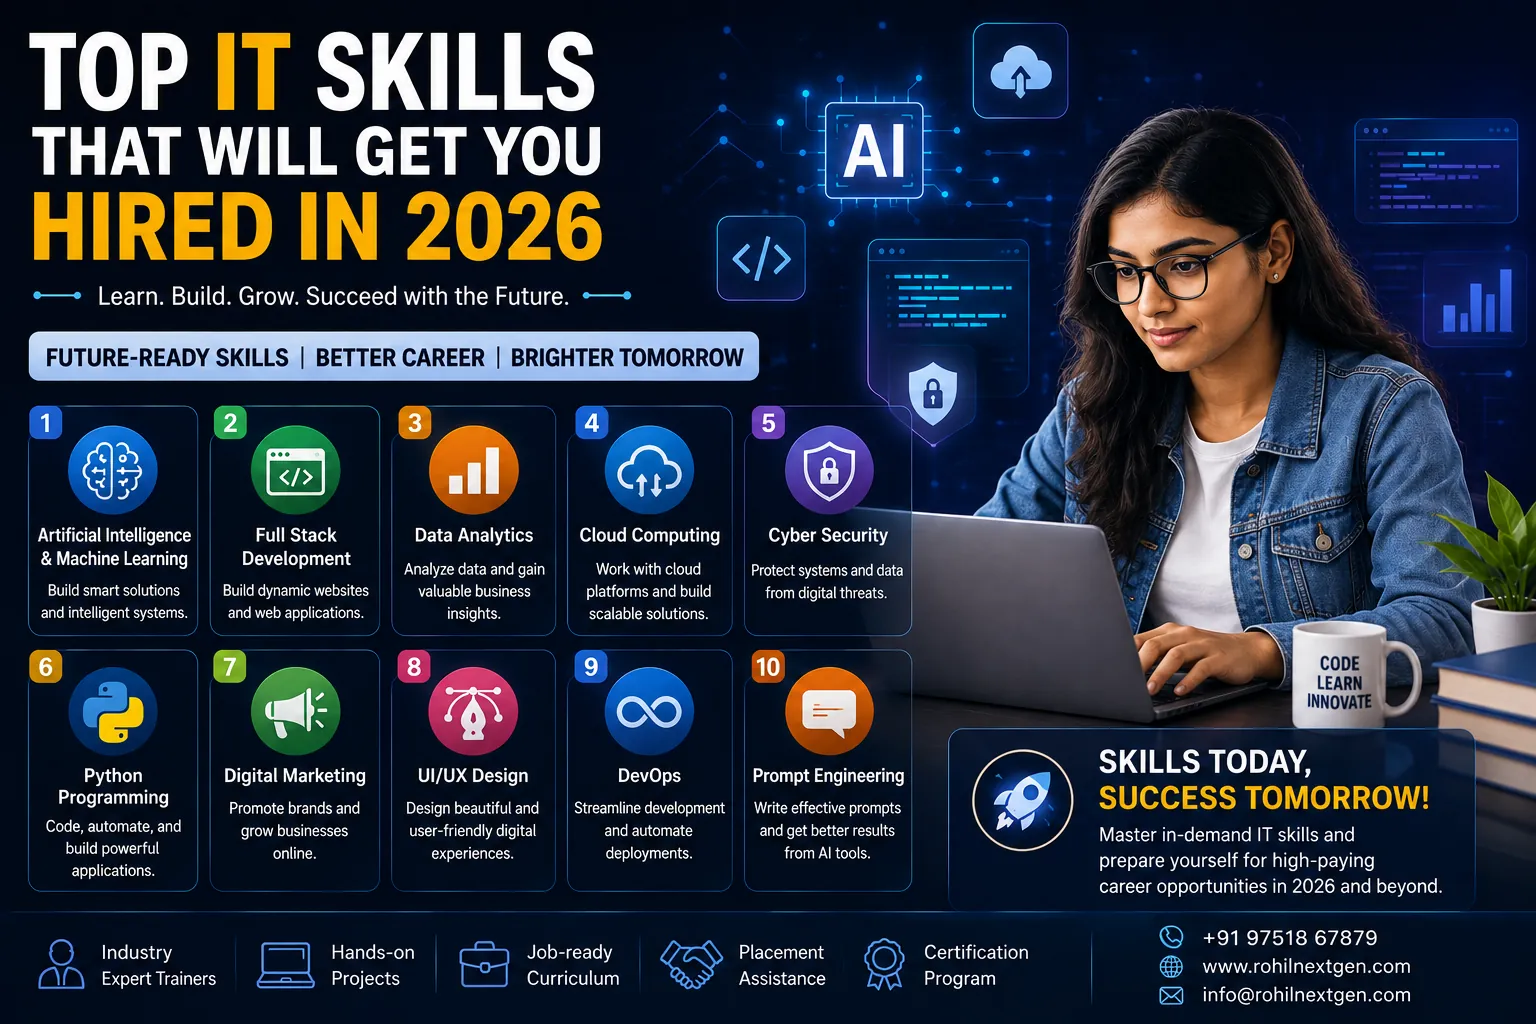 TOP IT SKILLS
THAT WILL GET YOU
HIRED IN 2026
Learn. Build. Grow. Succeed with the Future.
FUTURE-READY SKILLS | BETTER CAREER | BRIGHTER TOMORROW
AI
</>
1
Artificial Intelligence
& Machine Learning
Build smart solutions
and intelligent systems.
2
</>
Full Stack
Development
Build dynamic websites
and web applications.
3
Data Analytics
Analyze data and gain
valuable business
insights.
4
Cloud Computing
Work with cloud
platforms and build
scalable solutions.
5
Cyber Security
Protect systems and data
from digital threats.
6
Python
Programming
Code, automate, and
build powerful
applications.
7
Digital Marketing
Promote brands and
grow businesses
online.
8
UI/UX Design
Design beautiful and
user-friendly digital
experiences.
9
DevOps
Streamline development
and automate
deployments.
10
Prompt Engineering
Write effective prompts
and get better results
from AI tools.
CODE
LEARN
INNOVATE
SKILLS TODAY,
SUCCESS TOMORROW!
Master in-demand IT skills and
prepare yourself for high-paying
career opportunities in 2026 and beyond.
Industry
Expert Trainers
Hands-on
Projects
Job-ready
Curriculum
Placement
Assistance
Certification
Program
+91 97518 67879
www.rohilnextgen.com
info@rohilnextgen.com